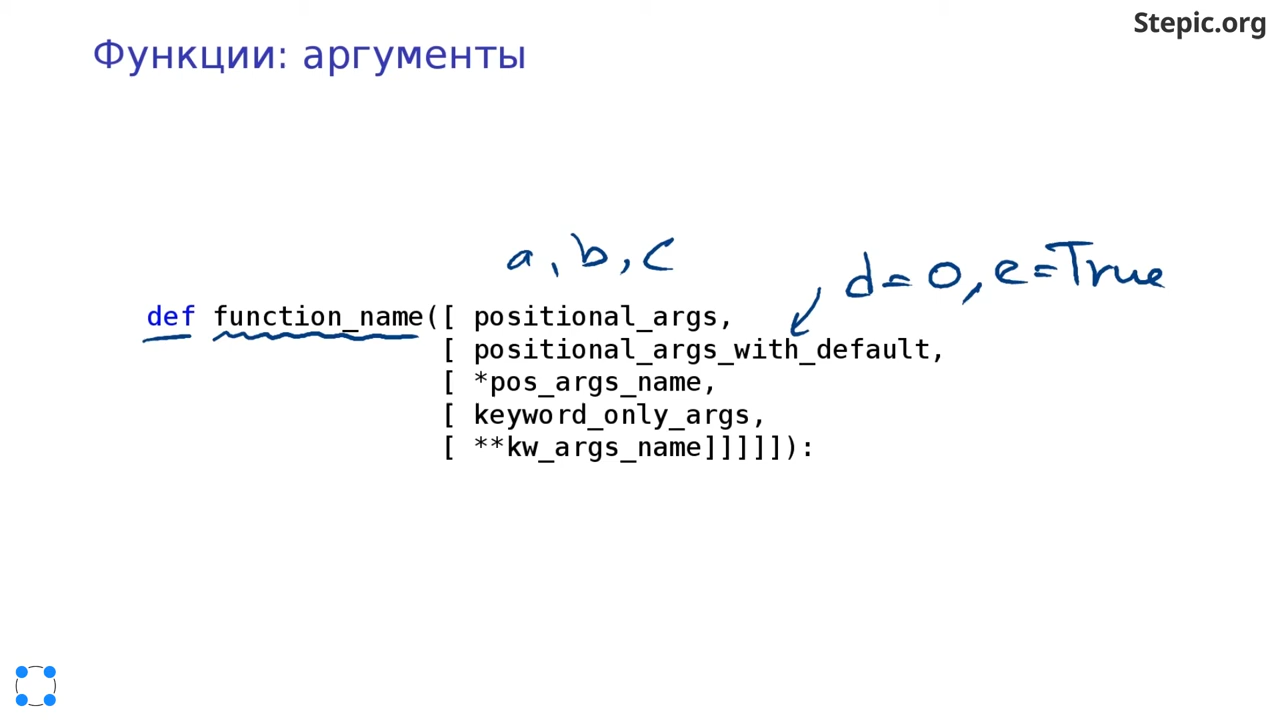 Stepic.org
Функции: аргументы
a, b, c
d=0, e=True
def function_name([ positional_args,
[ positional_args_with_default,
[ *pos_args_name,
[ keyword_only_args,
[ **kw_args_name]]]]]):